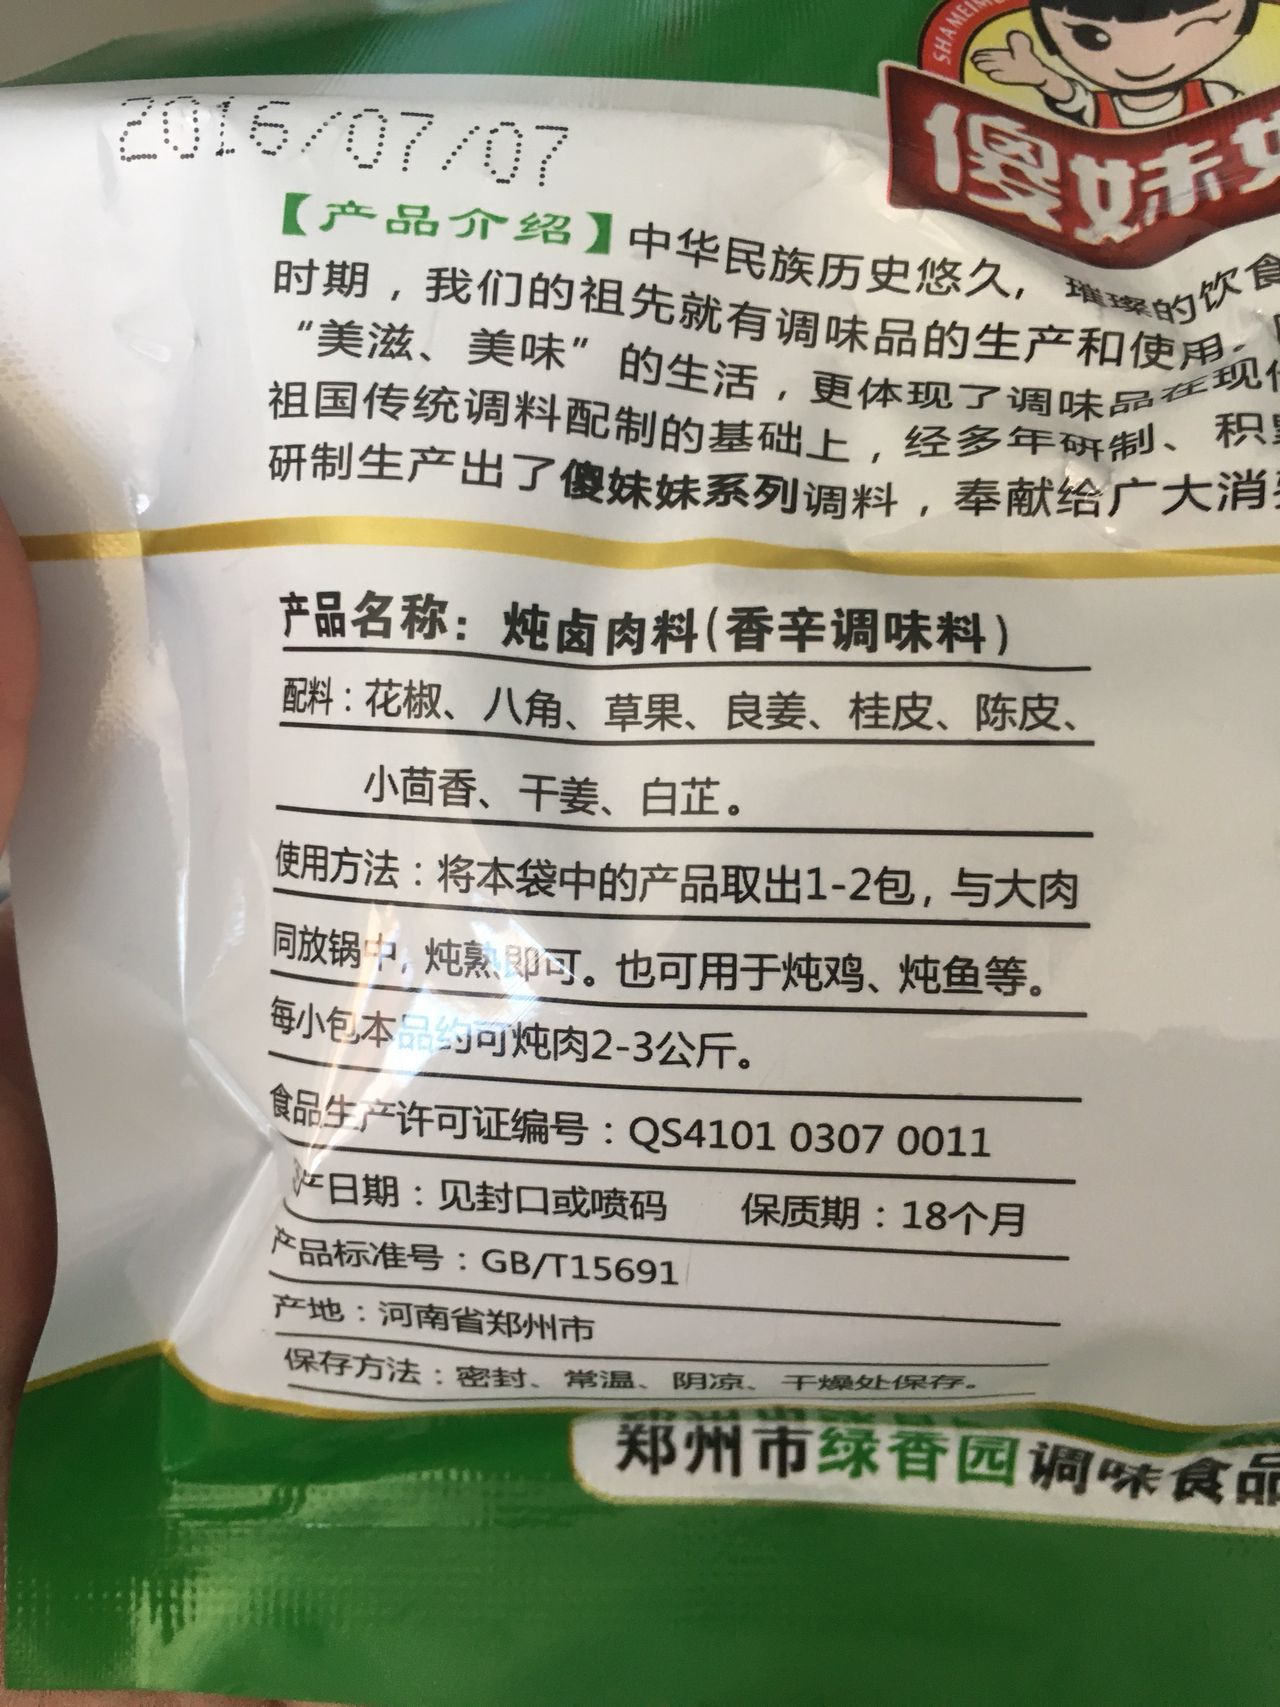 SHAMEIME
傻妹
2016/07/07
【产品介绍】中华民族历史悠久，璀璨的饮食
时期，我们的祖先就有调味品的生产和使用。
“美滋、美味”的生活，更体现了调味品在现
祖国传统调料配制的基础上，经多年研制、积
研制生产出了傻妹妹系列调料，奉献给广大消
产品名称：炖卤肉料(香辛调味料)
配料：花椒、八角、草果、良姜、桂皮、陈皮、
小茴香、干姜、白芷。
使用方法：将本袋中的产品取出1-2包，与大肉
同放锅中，炖熟即可。也可用于炖鸡、炖鱼等。
每小包本品约可炖肉2-3公斤。
食品生产许可证编号：QS4101 0307 0011
产日期：见封口或喷码 保质期：18个月
产品标准号：GB/T15691
产地：河南省郑州市
保存方法：密封、常温、阴凉、干燥处保存。
郑州市绿香园调味食品